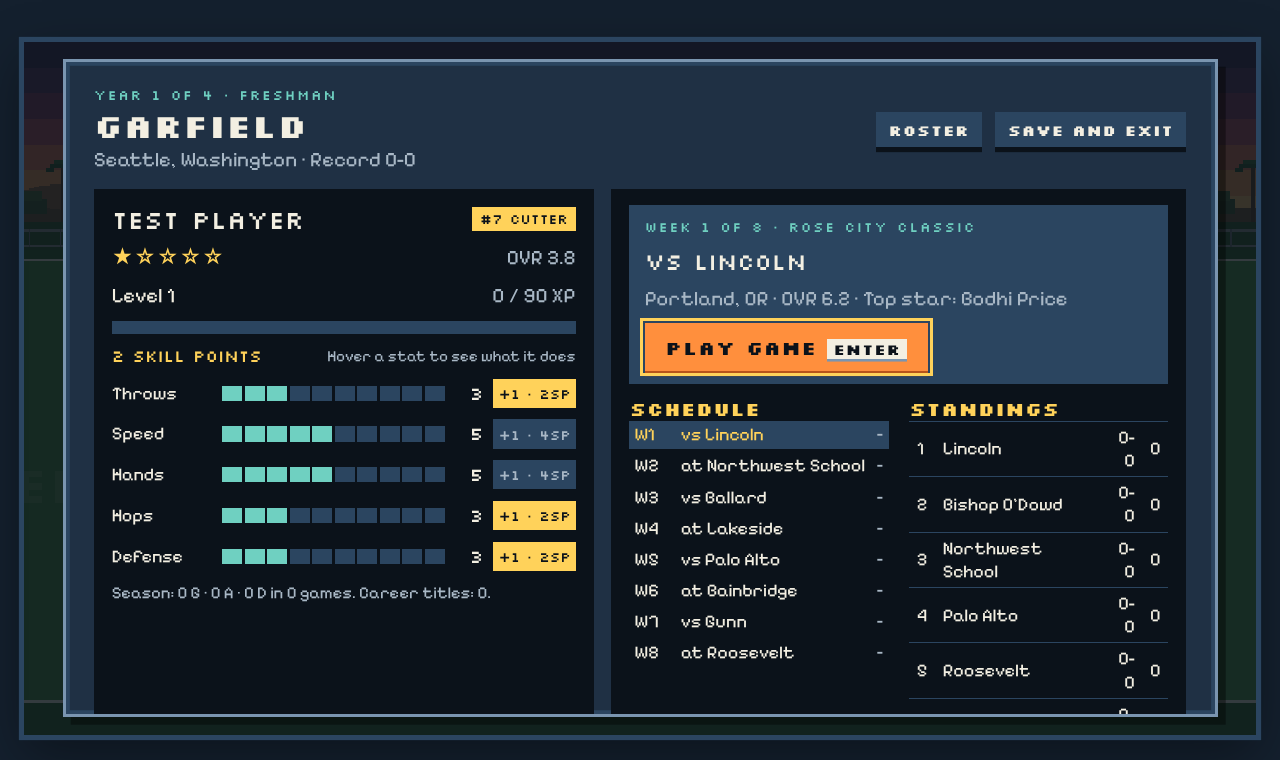 YEAR 1 OF 4 · FRESHMAN
GARFIELD
Seattle, Washington · Record 0-0
ROSTER
SAVE AND EXIT
TEST PLAYER
#7 CUTTER
★☆☆☆☆
OVR 3.8
Level 1
0 / 90 XP
2 SKILL POINTS
Hover a stat to see what it does
Throws 3 +1 · 2SP
Speed 5 +1 · 4SP
Hands 5 +1 · 4SP
Hops 3 +1 · 2SP
Defense 3 +1 · 2SP
Season: 0 G · 0 A · 0 D in 0 games. Career titles: 0.
WEEK 1 OF 8 · ROSE CITY CLASSIC
VS LINCOLN
Portland, OR · OVR 6.2 · Top star: Bodhi Price
PLAY GAME ENTER
SCHEDULE
W1 vs Lincoln -
W2 at Northwest School -
W3 vs Ballard -
W4 at Lakeside -
W5 vs Palo Alto -
W6 at Bainbridge -
W7 vs Gunn -
W8 at Roosevelt -
STANDINGS
1 Lincoln 0-0 0
2 Bishop O'Dowd 0-0 0
3 Northwest School 0-0 0
4 Palo Alto 0-0 0
5 Roosevelt 0-0 0